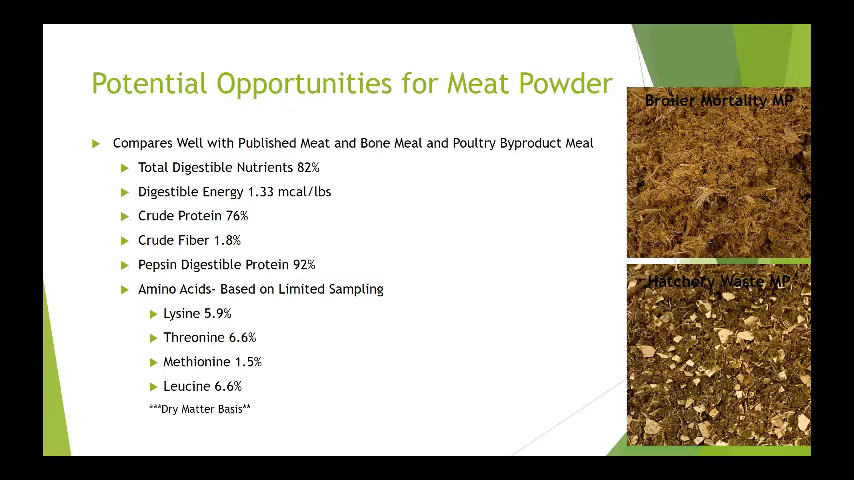 Potential Opportunities for Meat Powder
Compares Well with Published Meat and Bone Meal and Poultry Byproduct Meal
Total Digestible Nutrients 82%
Digestible Energy 1.33 mcal/lbs
Crude Protein 76%
Crude Fiber 1.8%
Pepsin Digestible Protein 92%
Amino Acids- Based on Limited Sampling
Lysine 5.9%
Threonine 6.6%
Methionine 1.5%
Leucine 6.6%
***Dry Matter Basis**
Broiler Mortality MP
Hatchery Waste MP